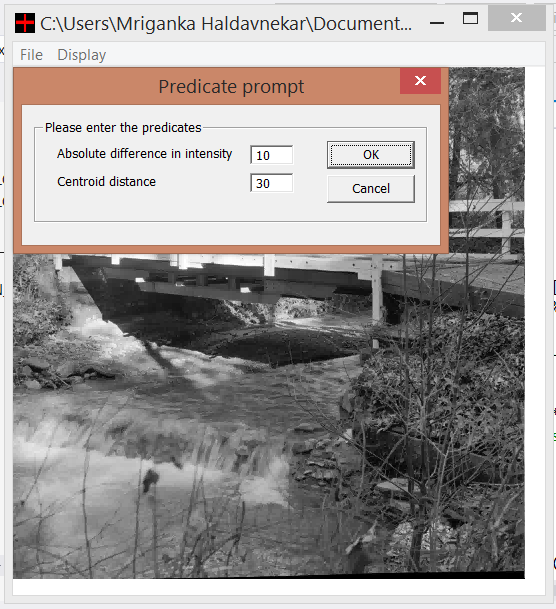 C:\Users\Mriganka Haldavnekar\Document...
File Display
Predicate prompt
Please enter the predicates
Absolute difference in intensity 10 OK
Centroid distance 30 Cancel